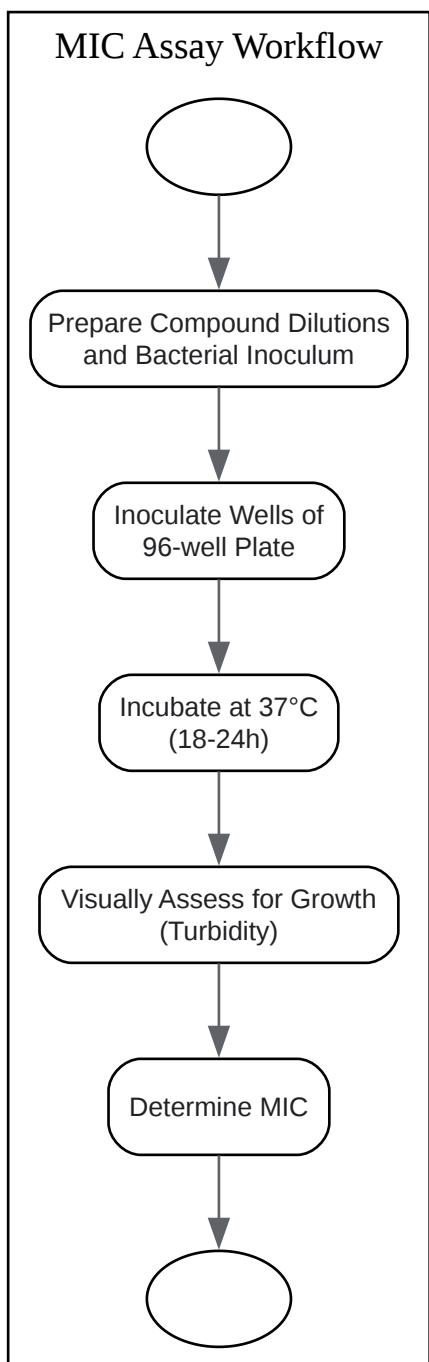 MIC Assay Workflow
Prepare Compound Dilutions
and Bacterial Inoculum
Inoculate Wells of
96-well Plate
Incubate at 37°C
(18-24h)
Visually Assess for Growth
(Turbidity)
Determine MIC